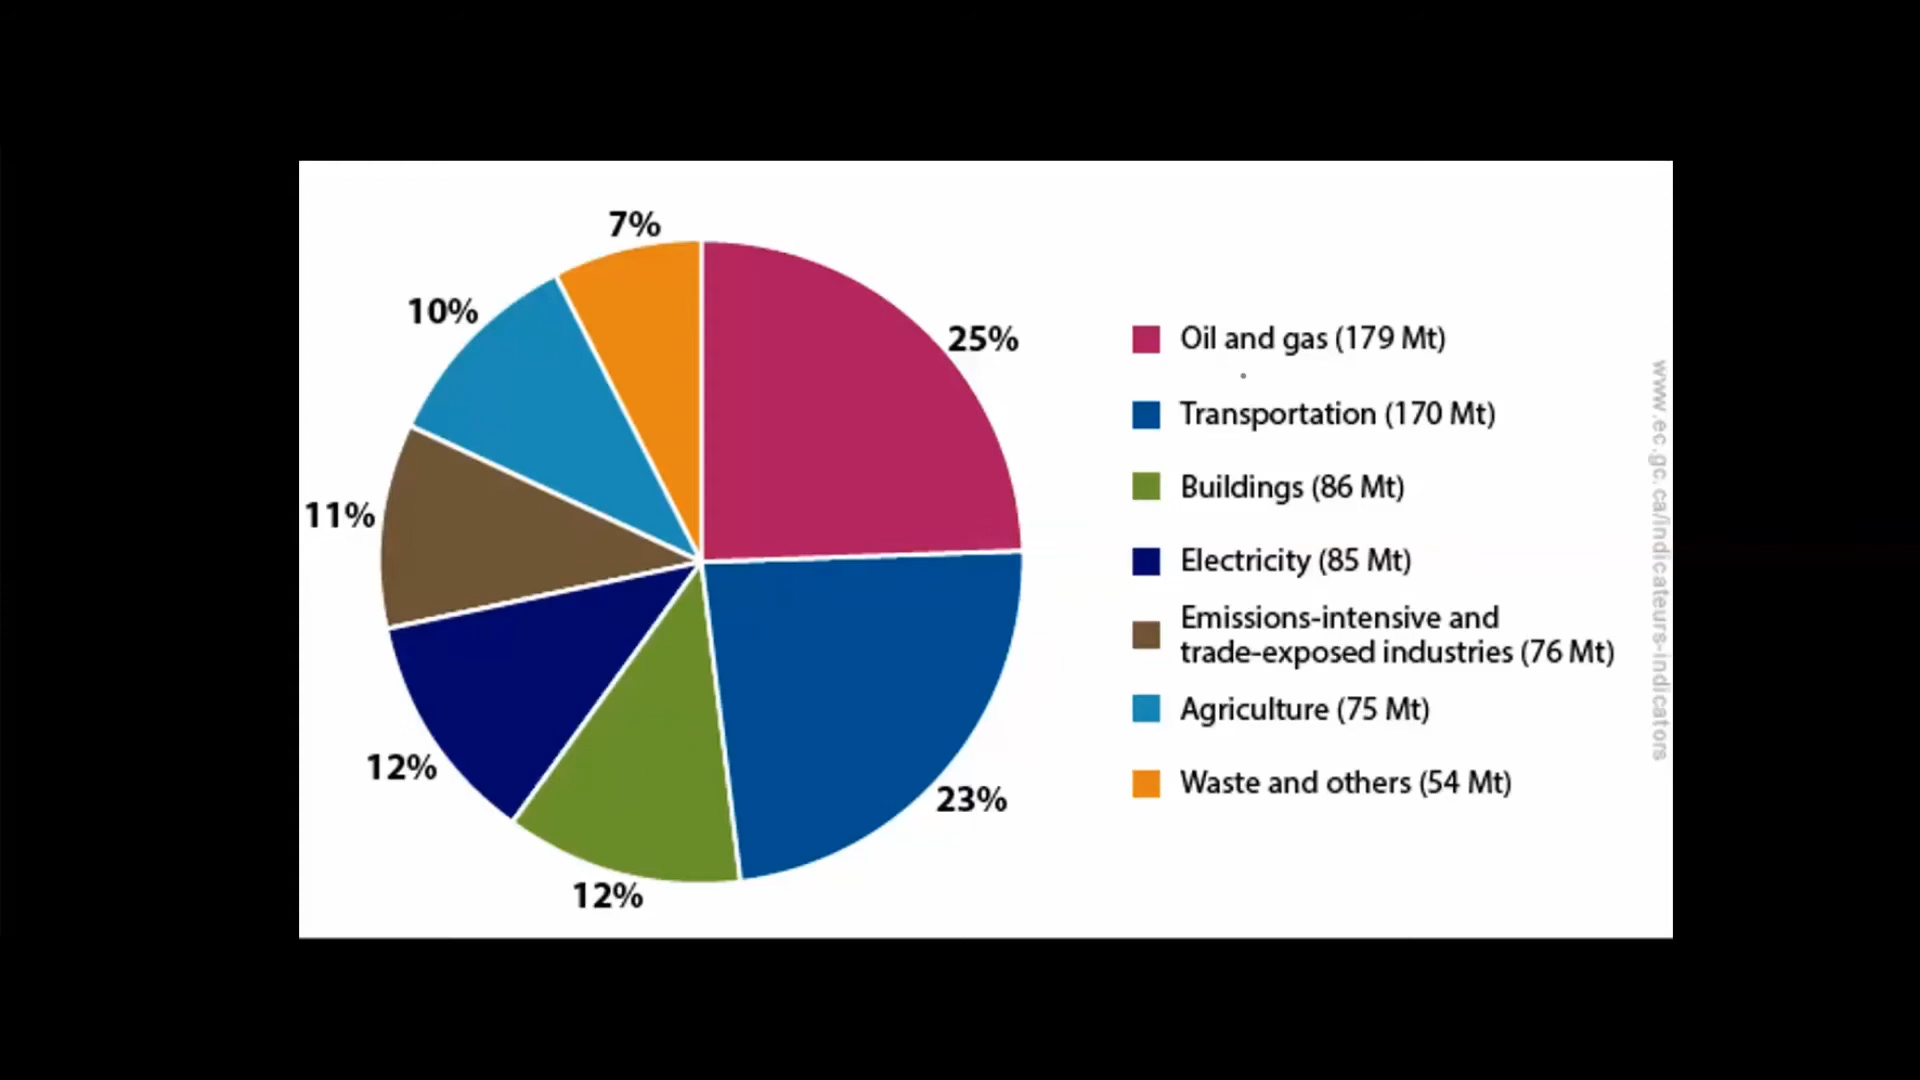 7%
10%
25%
11%
12%
23%
12%
Oil and gas (179 Mt)
Transportation (170 Mt)
Buildings (86 Mt)
Electricity (85 Mt)
Emissions-intensive and
trade-exposed industries (76 Mt)
Agriculture (75 Mt)
Waste and others (54 Mt)
www.ec.gc.ca/indicateurs-indicators